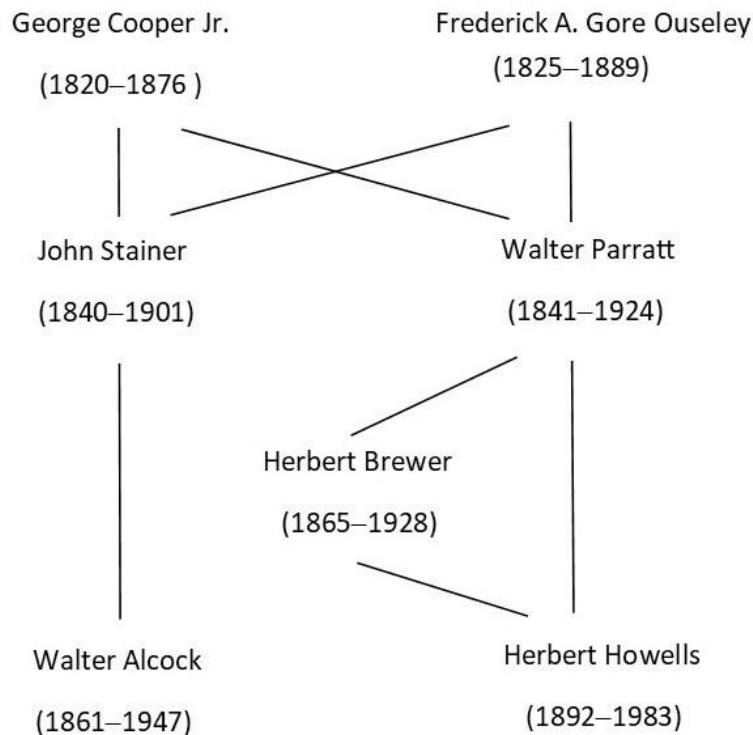 George Cooper Jr.
(1820–1876 )
Frederick A. Gore Ouseley
(1825–1889)
John Stainer
(1840–1901)
Walter Parratt
(1841–1924)
Herbert Brewer
(1865–1928)
Walter Alcock
(1861–1947)
Herbert Howells
(1892–1983)